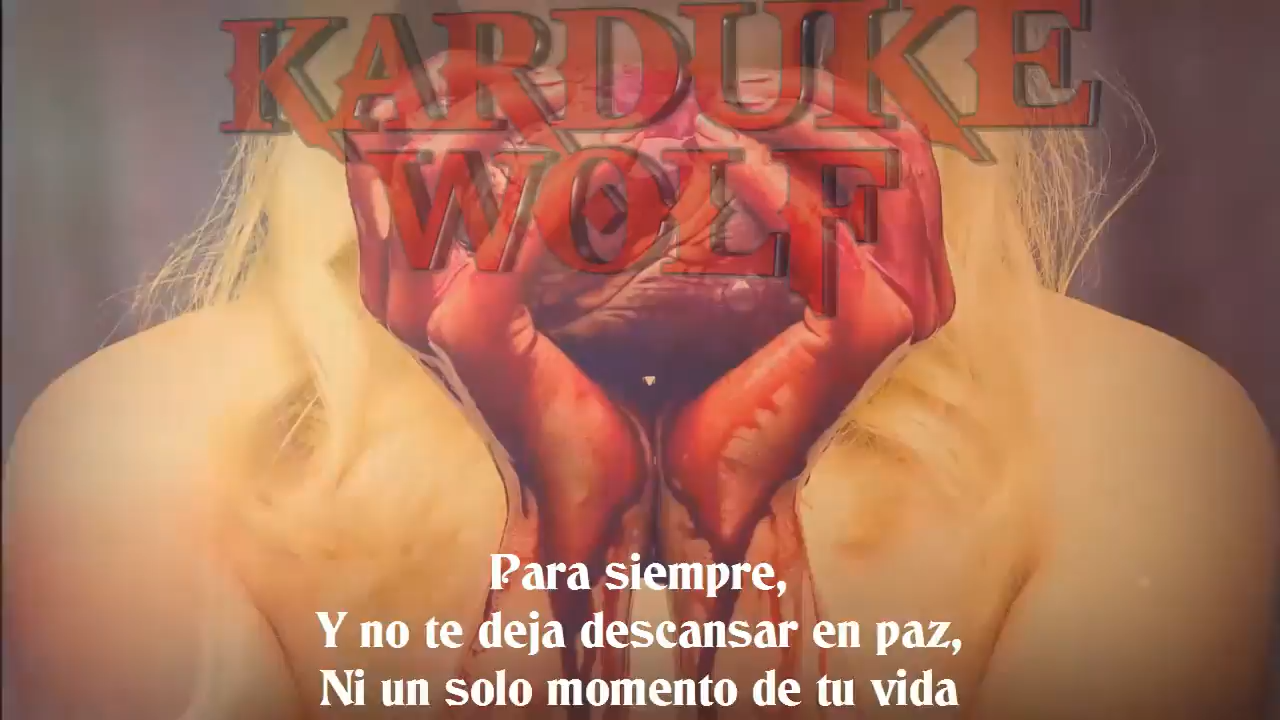 KARDUKE
WOLF
Para siempre,
Y no te deja descansar en paz,
Ni un solo momento de tu vida